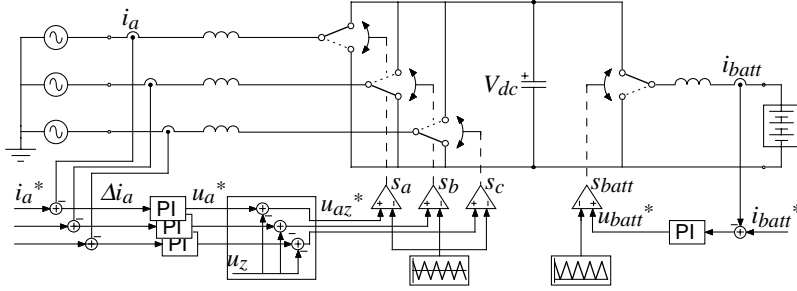 i_a
V_dc
i_batt
i_a* Δi_a PI u_a* u_az* s_a s_b s_c s_batt
PI u_batt* PI i_batt*
PI
u_z